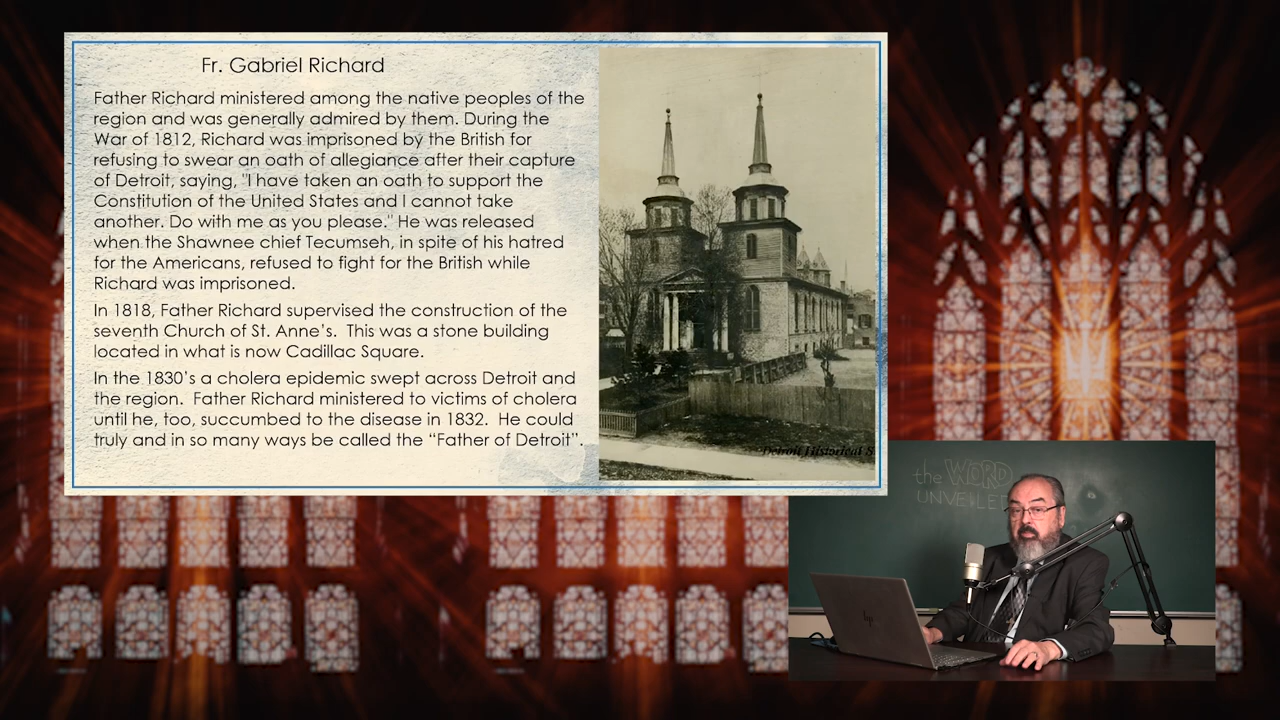 Fr. Gabriel Richard
Father Richard ministered among the native peoples of the
region and was generally admired by them. During the
War of 1812, Richard was imprisoned by the British for
refusing to swear an oath of allegiance after their capture
of Detroit, saying, "I have taken an oath to support the
Constitution of the United States and I cannot take
another. Do with me as you please." He was released
when the Shawnee chief Tecumseh, in spite of his hatred
for the Americans, refused to fight for the British while
Richard was imprisoned.
In 1818, Father Richard supervised the construction of the
seventh Church of St. Anne's.  This was a stone building
located in what is now Cadillac Square.
In the 1830's a cholera epidemic swept across Detroit and
the region.  Father Richard ministered to victims of cholera
until he, too, succumbed to the disease in 1832.  He could
truly and in so many ways be called the “Father of Detroit”.
Detroit Historical S
the WORD
UNVEILE
hp